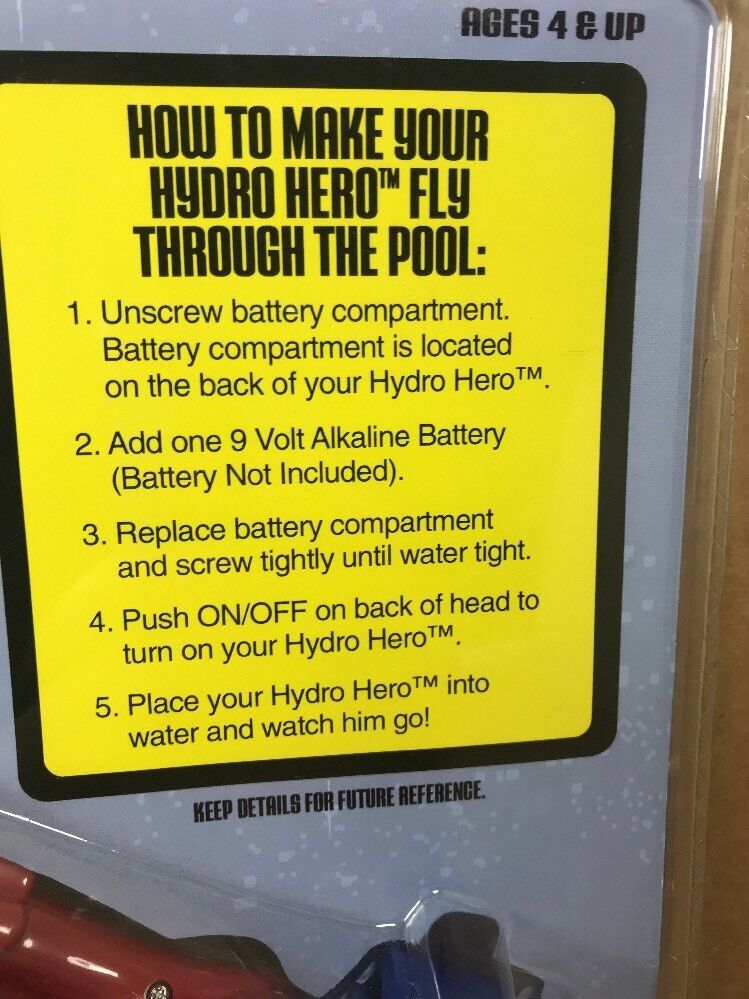 AGES 4 & UP
HOW TO MAKE YOUR
HYDRO HERO™ FLY
THROUGH THE POOL:
1. Unscrew battery compartment.
Battery compartment is located
on the back of your Hydro Hero™.
2. Add one 9 Volt Alkaline Battery
(Battery Not Included).
3. Replace battery compartment
and screw tightly until water tight.
4. Push ON/OFF on back of head to
turn on your Hydro Hero™.
5. Place your Hydro Hero™ into
water and watch him go!
KEEP DETAILS FOR FUTURE REFERENCE.